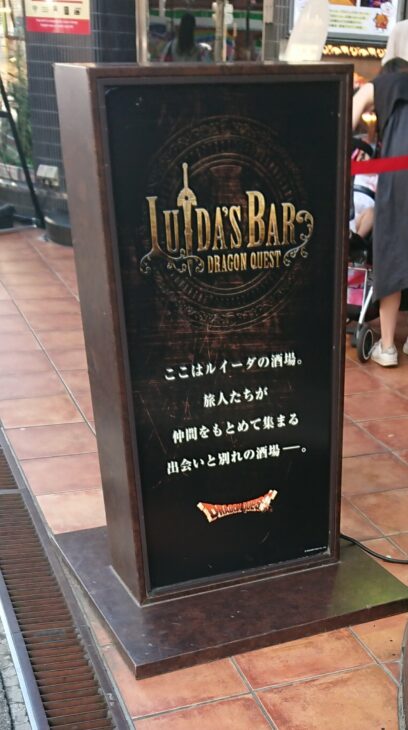 LUIDA'S BAR
DRAGON QUEST
ここはルイーダの酒場。
旅人たちが
仲間をもとめて集まる
出会いと別れの酒場──。
DRAGON QUEST